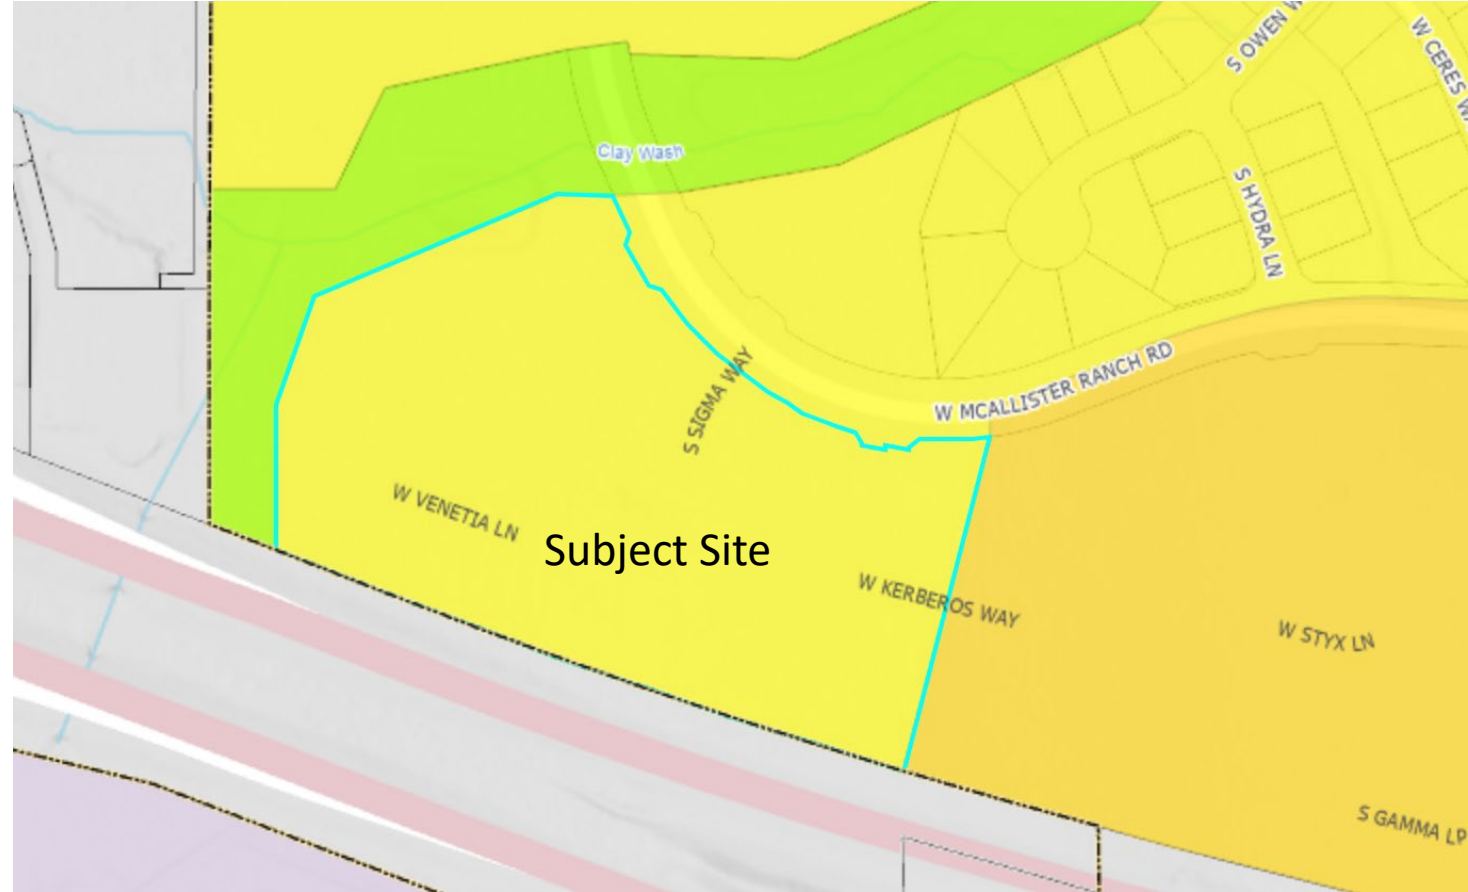 S OWEN W
W CERES WA
Clay Wash
S HYDRA LN
W MCALLISTER RANCH RD
S SIGMA WAY
W VENETIA LN
Subject Site
W KERBEROS WAY
W STYX LN
S GAMMA LP